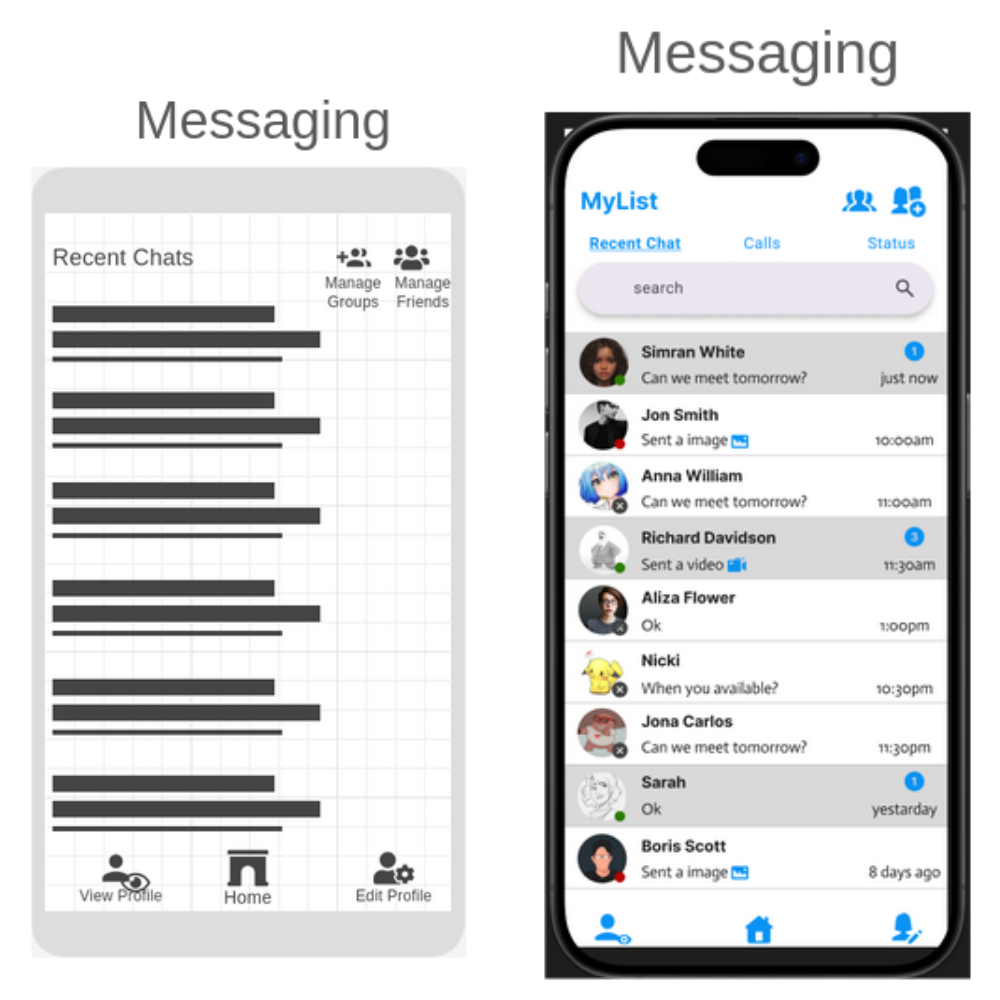 Messaging
Recent Chats
Manage Groups
Manage Friends
View Profile
Home
Edit Profile
Messaging
MyList
Recent Chat
Calls
Status
search
Simran White
1
Can we meet tomorrow?
just now
Jon Smith
Sent a image
10:00am
Anna William
Can we meet tomorrow?
11:00am
Richard Davidson
3
Sent a video
11:30am
Aliza Flower
Ok
1:00pm
Nicki
When you available?
10:30pm
Jona Carlos
Can we meet tomorrow?
11:30pm
Sarah
1
Ok
yestarday
Boris Scott
Sent a image
8 days ago